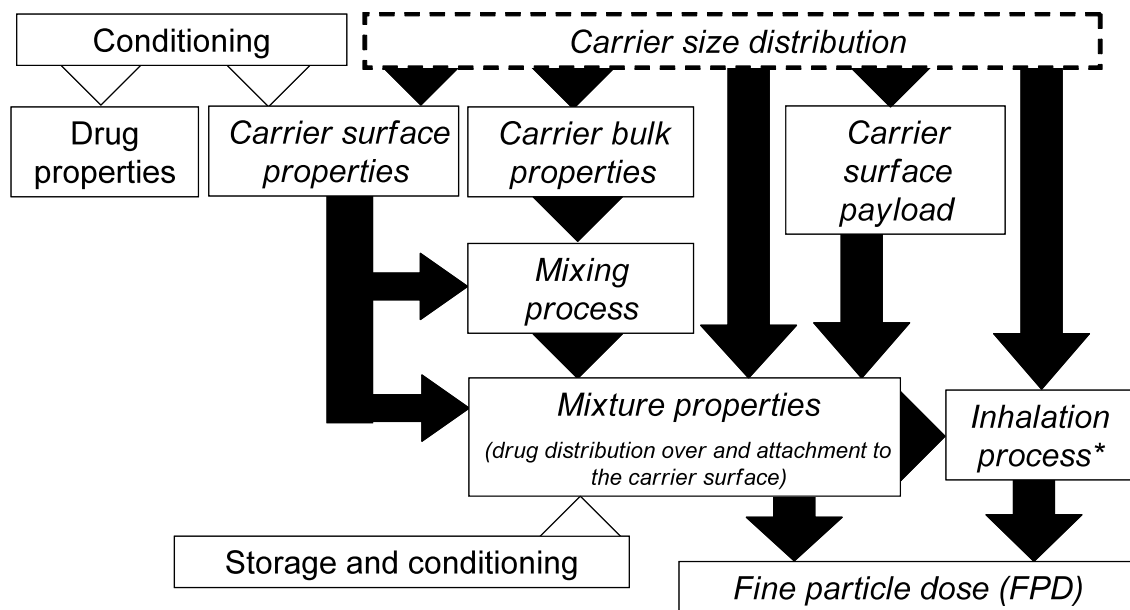 Conditioning
Carrier size distribution
Drug
properties
Carrier surface
properties
Carrier bulk
properties
Carrier
surface
payload
Mixing
process
Mixture properties
(drug distribution over and attachment to
the carrier surface)
Inhalation
process*
Storage and conditioning
Fine particle dose (FPD)